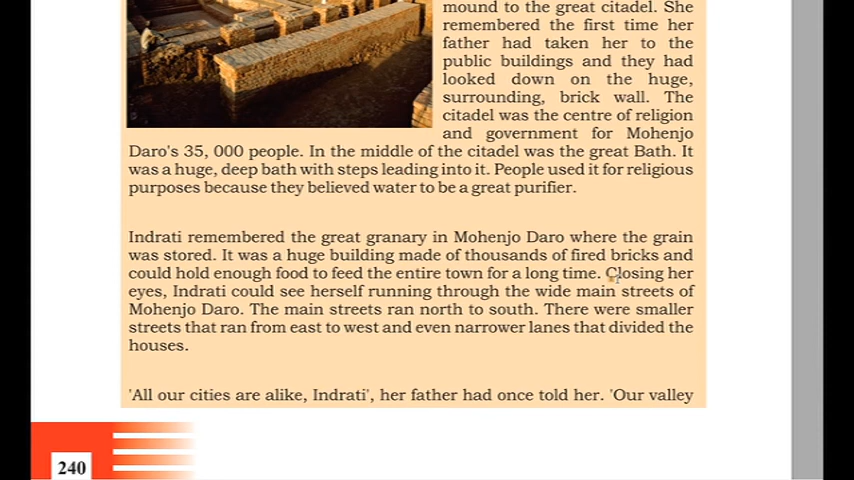 mound to the great citadel. She
remembered the first time her
father had taken her to the
public buildings and they had
looked down on the huge,
surrounding, brick wall. The
citadel was the centre of religion
and government for Mohenjo
Daro's 35, 000 people. In the middle of the citadel was the great Bath. It
was a huge, deep bath with steps leading into it. People used it for religious
purposes because they believed water to be a great purifier.
Indrati remembered the great granary in Mohenjo Daro where the grain
was stored. It was a huge building made of thousands of fired bricks and
could hold enough food to feed the entire town for a long time. Closing her
eyes, Indrati could see herself running through the wide main streets of
Mohenjo Daro. The main streets ran north to south. There were smaller
streets that ran from east to west and even narrower lanes that divided the
houses.
'All our cities are alike, Indrati', her father had once told her. 'Our valley
240